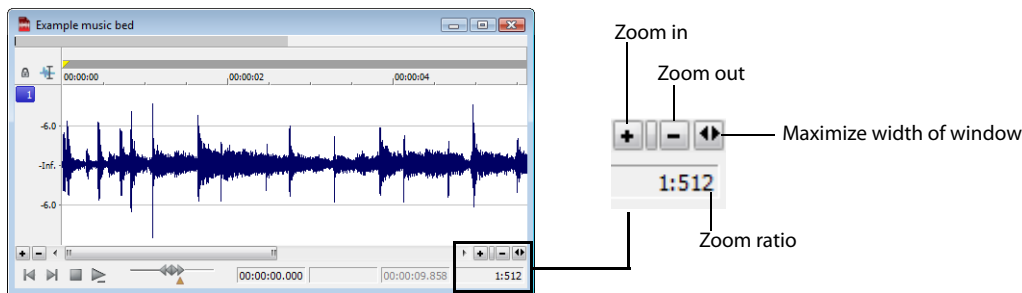 Example music bed
00:00:00
,00:00:02
,00:00:04
1
-6.0
-Inf.
-6.0
00:00:00.000
00:00:09.858
1:512
Zoom in
Zoom out
Maximize width of window
1:512
Zoom ratio